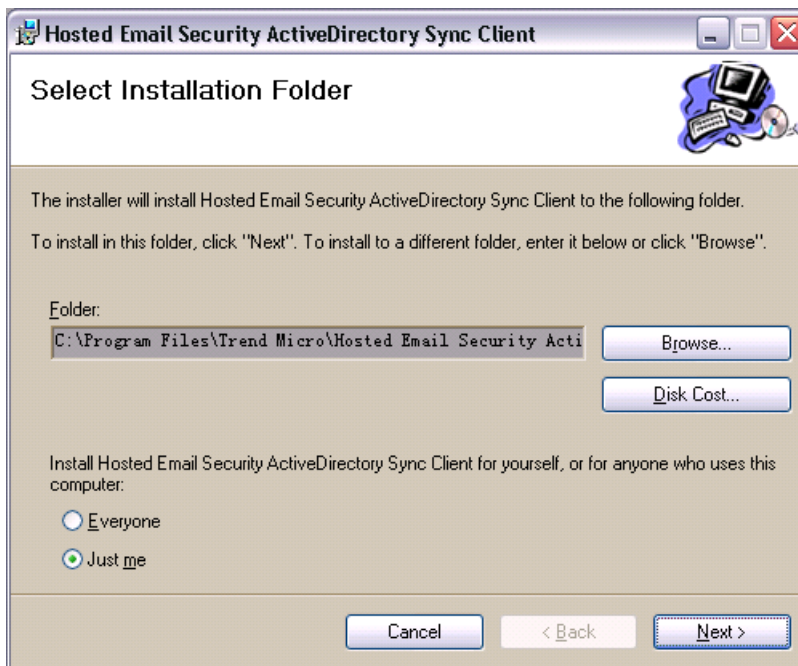 Hosted Email Security ActiveDirectory Sync Client
Select Installation Folder
The installer will install Hosted Email Security ActiveDirectory Sync Client to the following folder.
To install in this folder, click "Next". To install to a different folder, enter it below or click "Browse".
Folder:
C:\Program Files\Trend Micro\Hosted Email Security Acti
Browse...
Disk Cost...
Install Hosted Email Security ActiveDirectory Sync Client for yourself, or for anyone who uses this
computer:
Everyone
Just me
Cancel
< Back
Next >